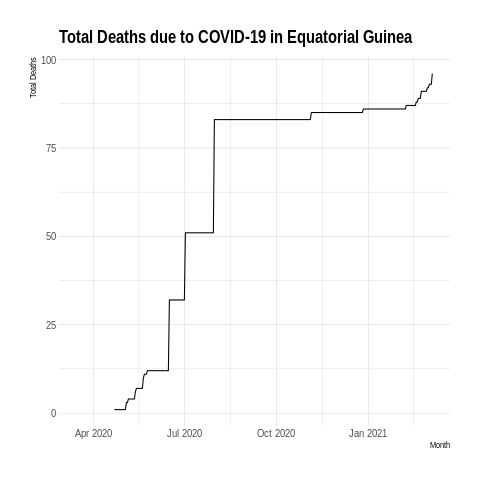 Total Deaths due to COVID-19 in Equatorial Guinea
Total Deaths
100
75
50
25
0
Apr 2020
Jul 2020
Oct 2020
Jan 2021
Month